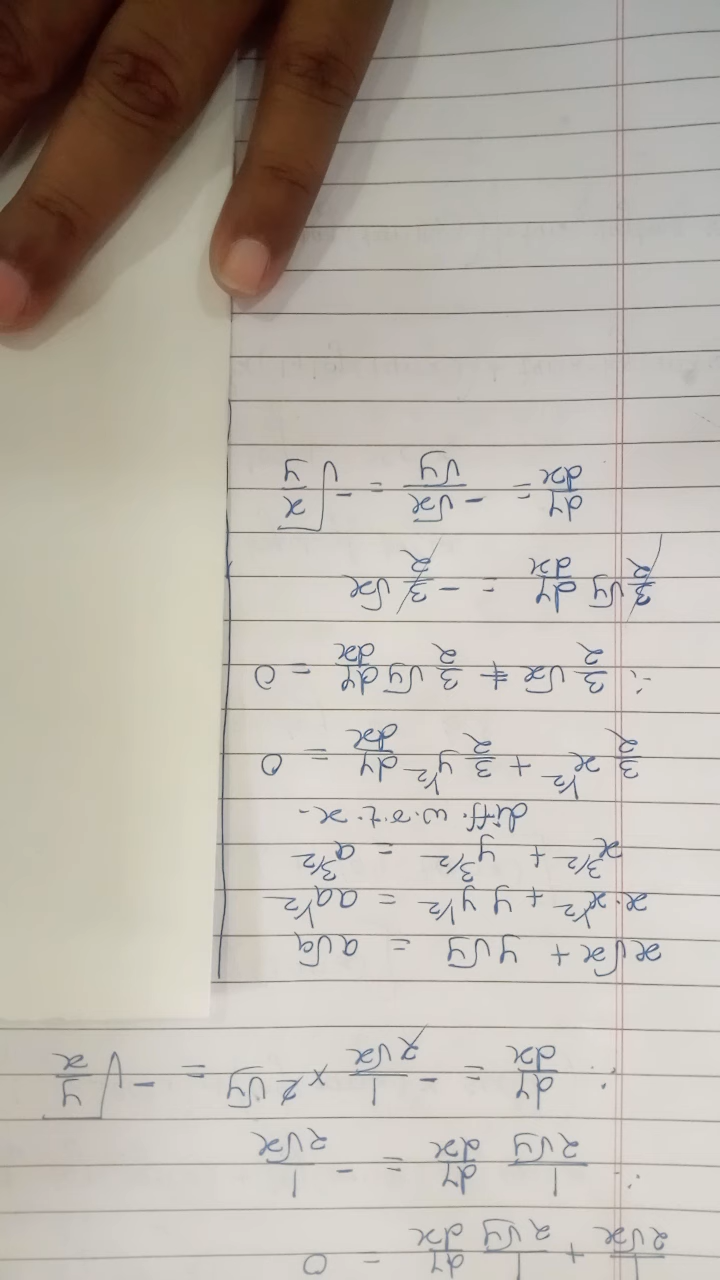 1/(2√x) + 1/(2√y) dy/dx = 0
∴ 1/(2√y) dy/dx = - 1/(2√x)
∴ dy/dx = - 1/(2√x) × 2√y = - √(y/x)
x√x + y√y = a√a
x·x^1/2 + y y^1/2 = a a^1/2
x^3/2 + y^3/2 = a^3/2
diff. w.r.t. x.
3/2 x^1/2 + 3/2 y^1/2 dy/dx = 0
∴ 3/2 √x + 3/2 √y dy/dx = 0
3/2 √y dy/dx = - 3/2 √x
dy/dx = -√x/√y = - √(x/y)